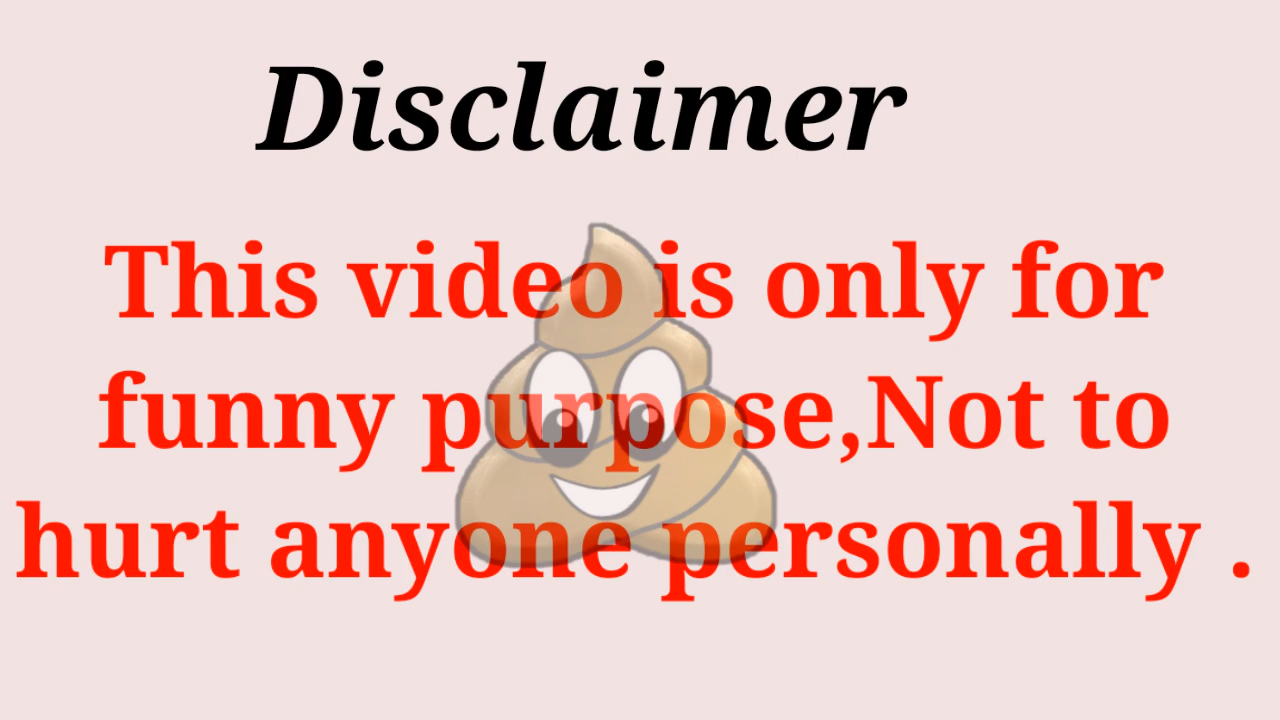 Disclaimer
This video is only for
funny purpose,Not to
hurt anyone personally .